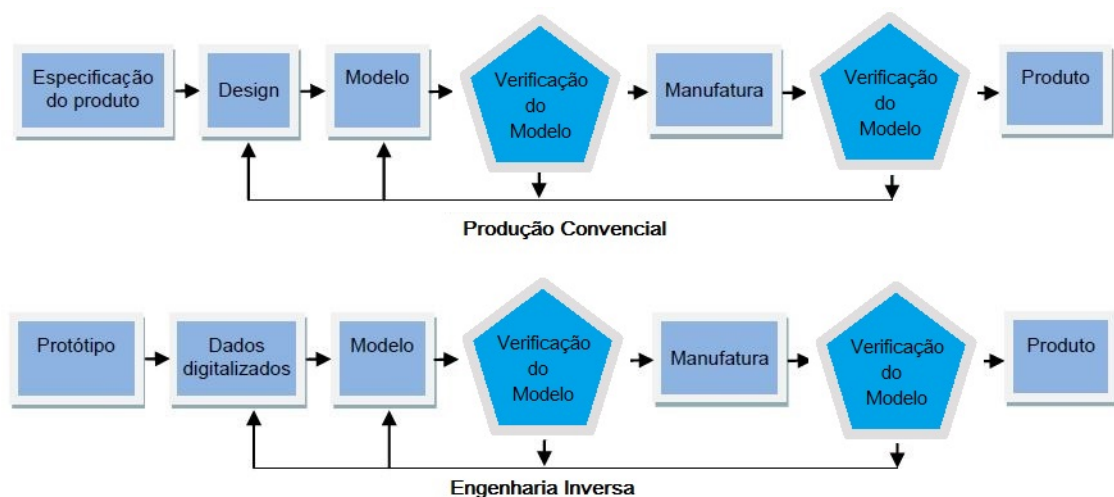 Especificação
do produto
Design
Modelo
Verificação
do
Modelo
Manufatura
Verificação
do
Modelo
Produto
Produção Convencial
Protótipo
Dados
digitalizados
Modelo
Verificação
do
Modelo
Manufatura
Verificação
do
Modelo
Produto
Engenharia Inversa